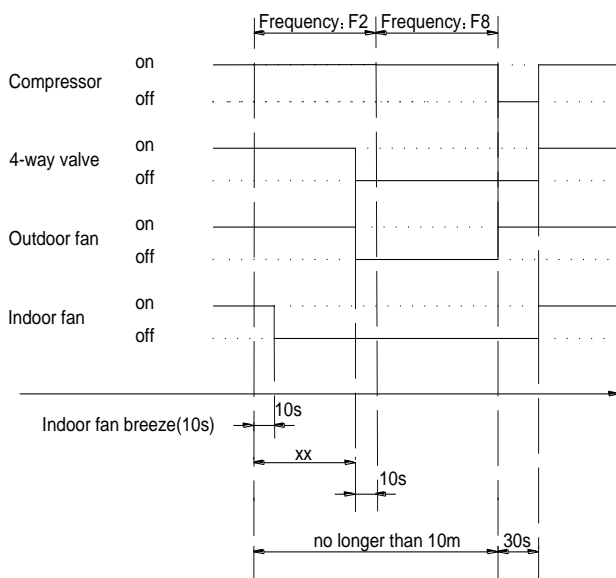 Frequency: F2 Frequency: F8
on
Compressor
off
on
4-way valve
off
on
Outdoor fan
off
on
Indoor fan
off
10s
Indoor fan breeze(10s)
xx
10s
no longer than 10m 30s